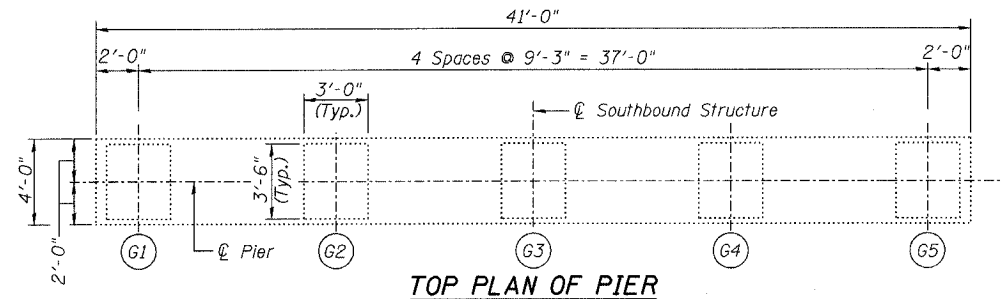 41'-0"
2'-0"
4 Spaces @ 9'-3" = 37'-0"
2'-0"
3'-0"
(Typ.)
℄ Southbound Structure
4'-0"
3'-6"
(Typ.)
2'-0"
℄ Pier
G1
G2
G3
G4
G5
TOP PLAN OF PIER